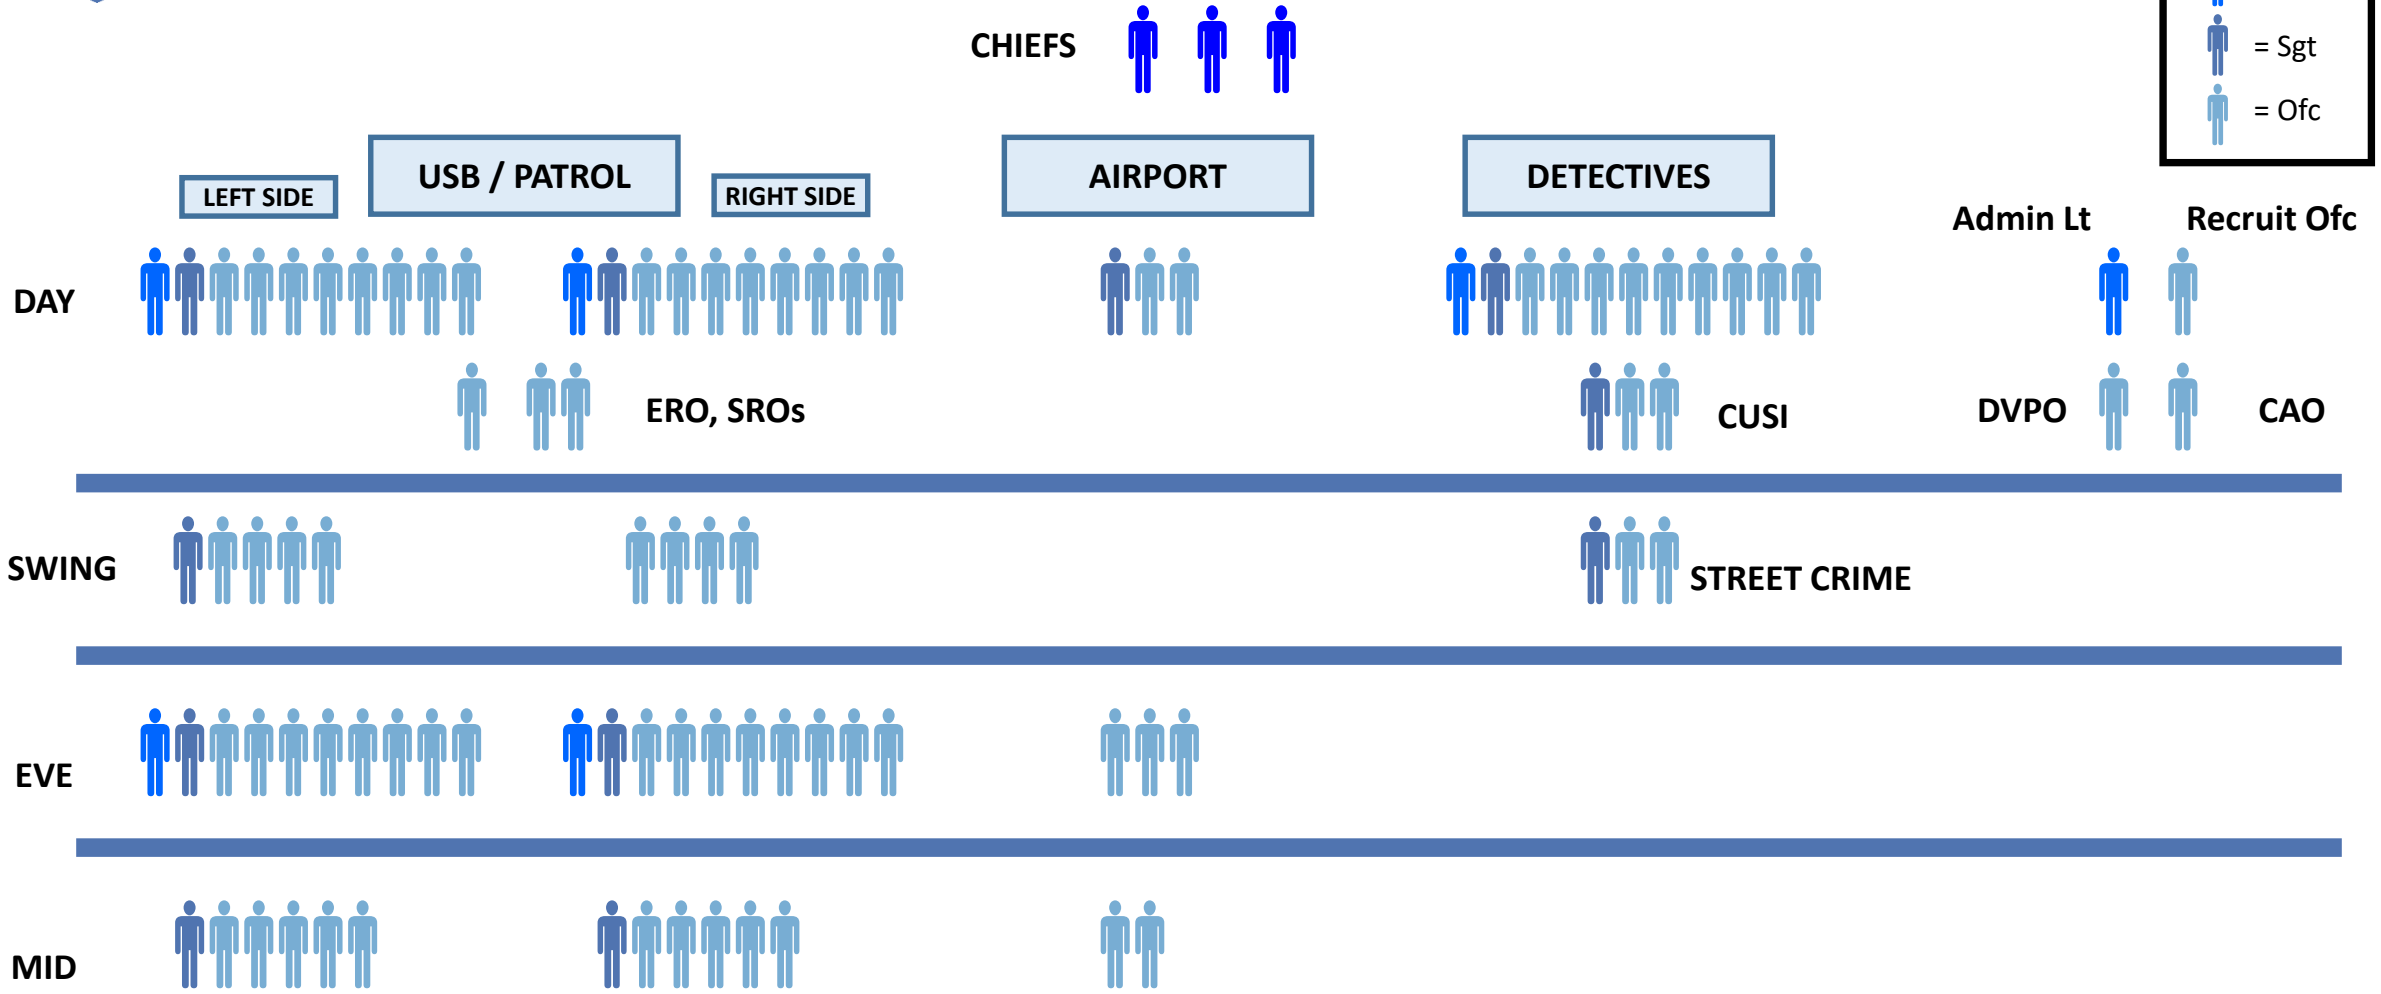 CHIEFS
= Sgt
= Ofc
USB / PATROL
AIRPORT
DETECTIVES
LEFT SIDE
RIGHT SIDE
Admin Lt
Recruit Ofc
DAY
ERO, SROs
CUSI
DVPO
CAO
SWING
STREET CRIME
EVE
MID